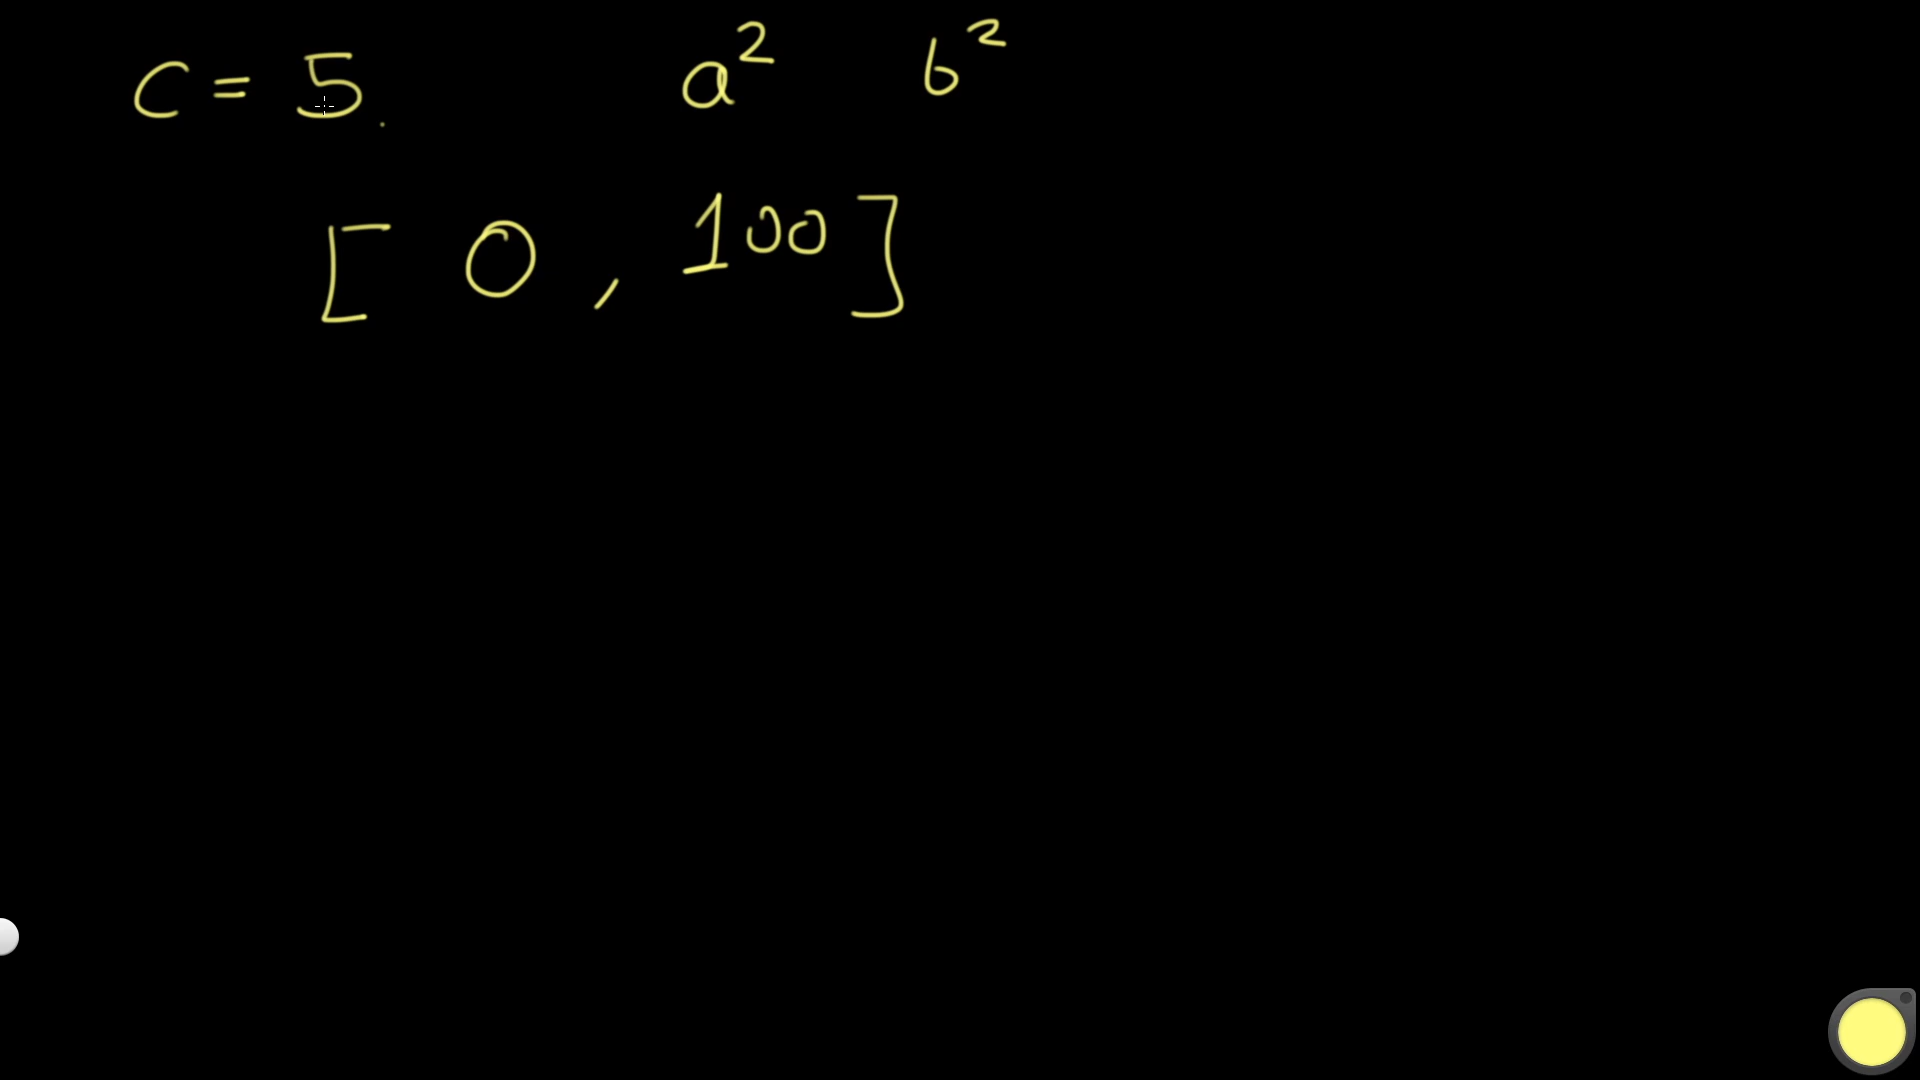 c = 5. a² b²
[ 0 , 100 ]